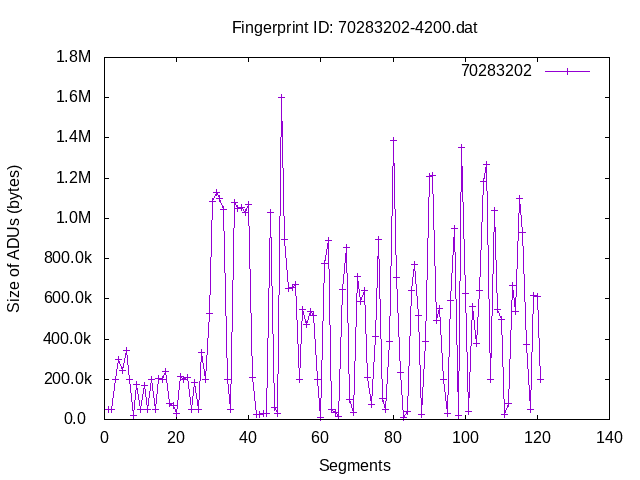 Fingerprint ID: 70283202-4200.dat
1.8M
70283202
1.6M
1.4M
1.2M
1.0M
800.0k
600.0k
400.0k
200.0k
0.0
Size of ADUs (bytes)
0 20 40 60 80 100 120 140
Segments